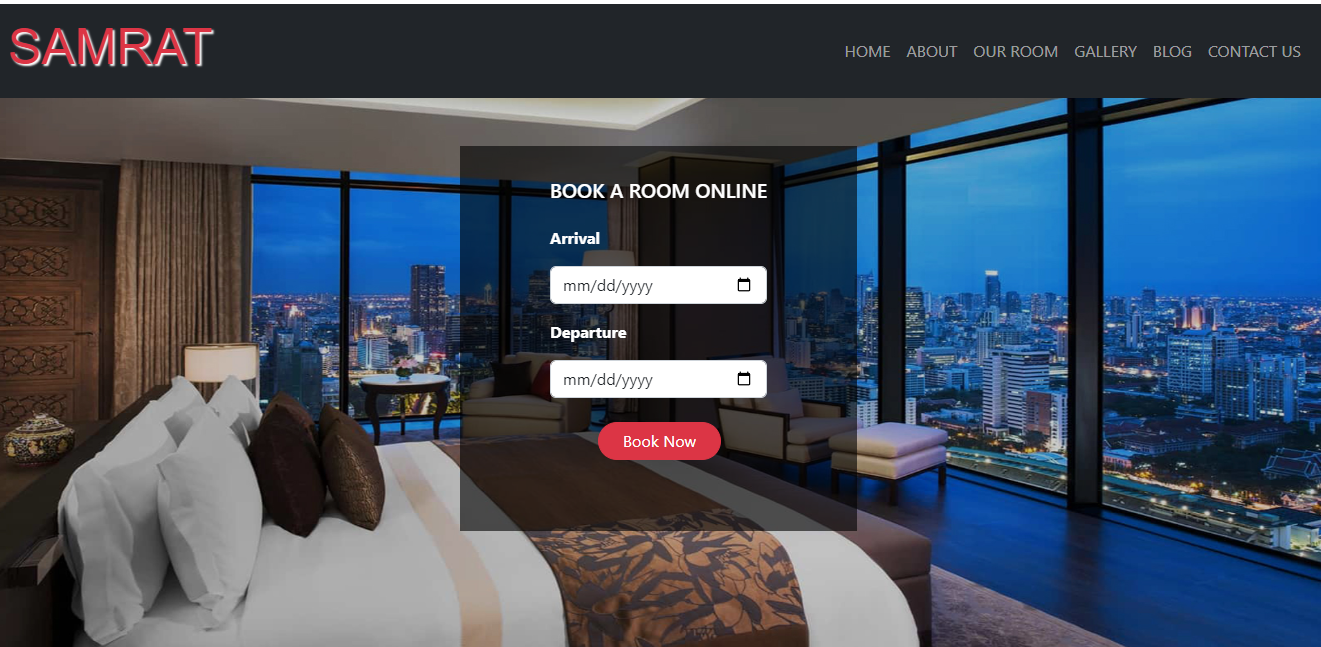 SAMRAT
HOME ABOUT OUR ROOM GALLERY BLOG CONTACT US
BOOK A ROOM ONLINE
Arrival
mm/dd/yyyy
Departure
mm/dd/yyyy
Book Now